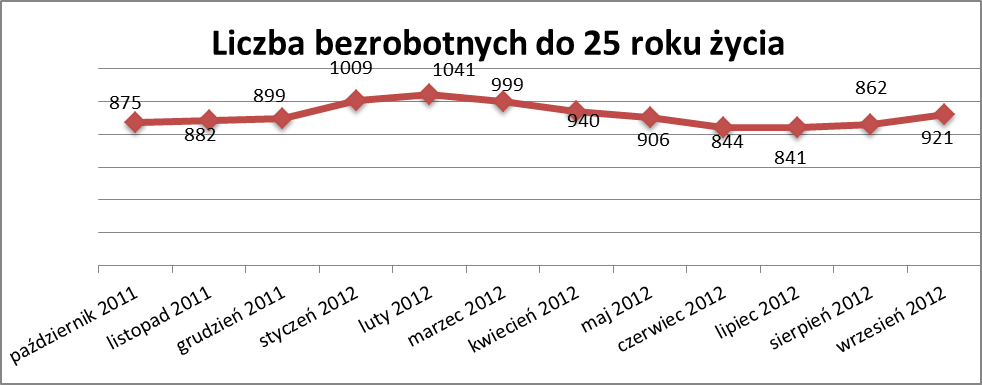 Liczba bezrobotnych do 25 roku życia
875
882
899
1009
1041
999
940
906
844
841
862
921
październik 2011
listopad 2011
grudzień 2011
styczeń 2012
luty 2012
marzec 2012
kwiecień 2012
maj 2012
czerwiec 2012
lipiec 2012
sierpień 2012
wrzesień 2012